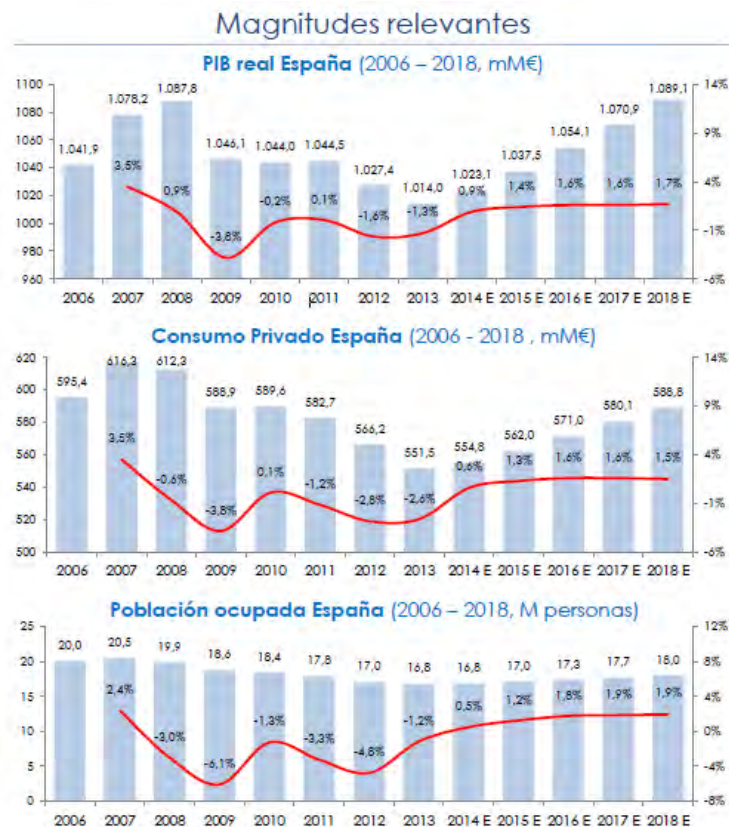 Magnitudes relevantes
PIB real España (2006 – 2018, mM€)
1100 14%
1.041,9 1.078,2 1.087,8 1.046,1 1.044,0 1.044,5 1.027,4 1.014,0 1.023,1 1.037,5 1.054,1 1.070,9 1.089,1
1080 9%
1060
1040 4%
3,5% 0,9% -3,8% -0,2% 0,1% -1,6% -1,3% 0,9% 1,4% 1,6% 1,6% 1,7%
1020
1000 -1%
980
960 -6%
2006 2007 2008 2009 2010 2011 2012 2013 2014 E 2015 E 2016 E 2017 E 2018 E
Consumo Privado España (2006 - 2018 , mM€)
620 14%
595,4 616,3 612,3 588,9 589,6 582,7 566,2 551,5 554,8 562,0 571,0 580,1 588,8
600 9%
580
560 4%
3,5% -0,6% -3,8% 0,1% -1,2% -2,8% -2,6% 0,6% 1,3% 1,6% 1,6% 1,5%
540
520 -1%
500 -6%
2006 2007 2008 2009 2010 2011 2012 2013 2014 E 2015 E 2016 E 2017 E 2018 E
Población ocupada España (2006 – 2018, M personas)
25 12%
20,0 20,5 19,9 18,6 18,4 17,8 17,0 16,8 16,8 17,0 17,3 17,7 18,0
20 8%
15 4%
2,4% -3,0% -6,1% -1,3% -3,3% -4,8% -1,2% 0,5% 1,2% 1,8% 1,9% 1,9%
10 0%
5 -4%
0 -8%
2006 2007 2008 2009 2010 2011 2012 2013 2014 E 2015 E 2016 E 2017 E 2018 E